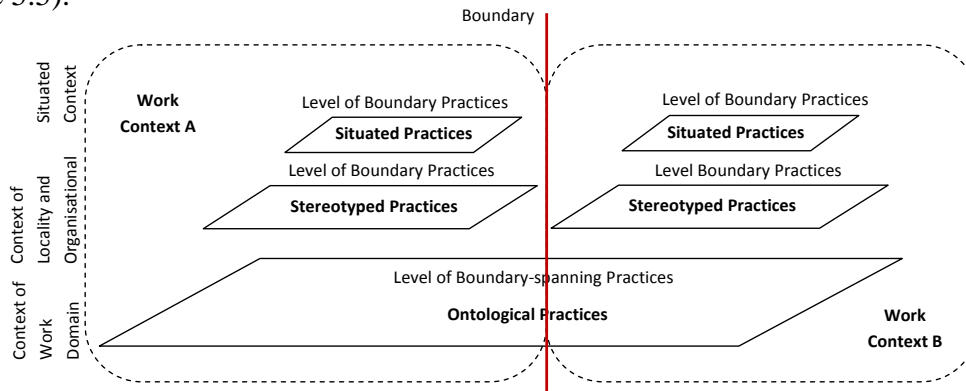 5.5).
Boundary
Situated
Context
Work
Context A
Level of Boundary Practices
Situated Practices
Level of Boundary Practices
Situated Practices
Context of
Locality and
Organisational
Level of Boundary Practices
Stereotyped Practices
Level Boundary Practices
Stereotyped Practices
Context of
Work
Domain
Level of Boundary-spanning Practices
Ontological Practices
Work
Context B